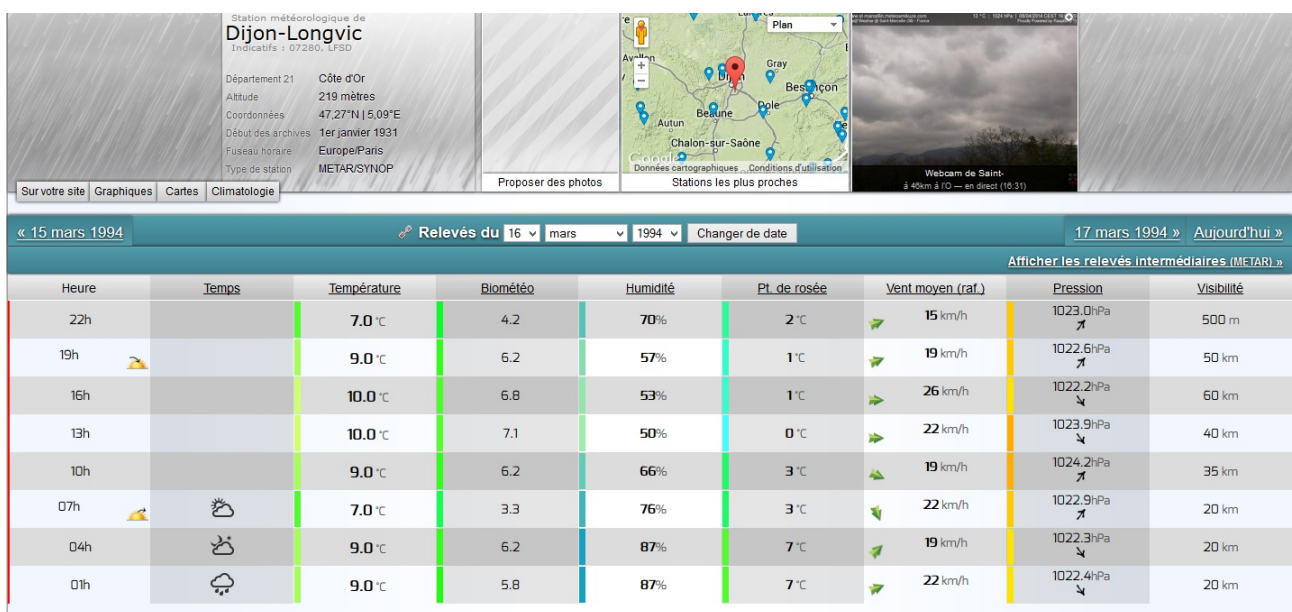 Station météorologique de
Dijon-Longvic
Indicatifs : 07280, LFSD
Département 21 Côte d'Or
Altitude 219 mètres
Coordonnées 47,27°N | 5,09°E
Début des archives 1er janvier 1931
Fuseau horaire Europe/Paris
Type de station METAR/SYNOP
Sur votre site Graphiques Cartes Climatologie
Proposer des photos
Plan
Gray
Dijon
Besançon
Beaune
Dole
Autun
Chalon-sur-Saône
Google
Données cartographiques Conditions d'utilisation
Stations les plus proches
Webcam de Saint-
à 46km à l'O — en direct (16:31)
« 15 mars 1994 Relevés du 16 mars 1994 Changer de date 17 mars 1994 » Aujourd'hui »
Afficher les relevés intermédiaires (METAR) »
Heure Temps Température Biométéo Humidité Pt. de rosée Vent moyen (raf.) Pression Visibilité
22h 7.0 °C 4.2 70% 2 °C 15 km/h 1023.0hPa 500 m
19h 9.0 °C 6.2 57% 1 °C 19 km/h 1022.6hPa 50 km
16h 10.0 °C 6.8 53% 1 °C 26 km/h 1022.2hPa 60 km
13h 10.0 °C 7.1 50% 0 °C 22 km/h 1023.9hPa 40 km
10h 9.0 °C 6.2 66% 3 °C 19 km/h 1024.2hPa 35 km
07h 7.0 °C 3.3 76% 3 °C 22 km/h 1022.9hPa 20 km
04h 9.0 °C 6.2 87% 7 °C 19 km/h 1022.3hPa 20 km
01h 9.0 °C 5.8 87% 7 °C 22 km/h 1022.4hPa 20 km